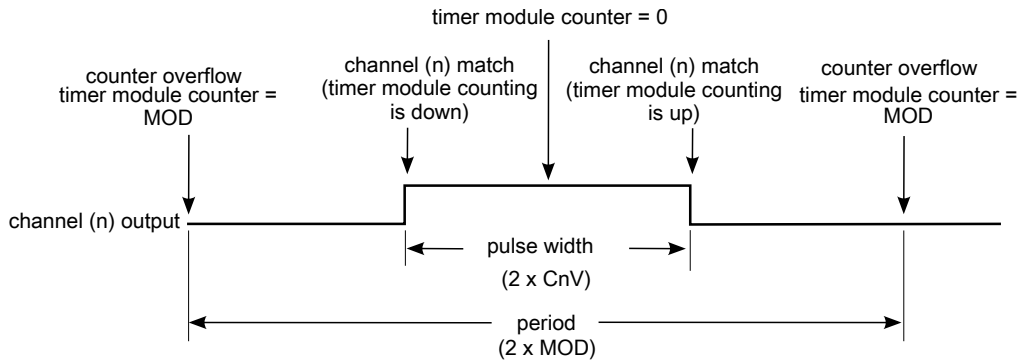 timer module counter = 0
counter overflow
timer module counter =
MOD
channel (n) match
(timer module counting
is down)
channel (n) match
(timer module counting
is up)
counter overflow
timer module counter =
MOD
channel (n) output
pulse width
(2 x CnV)
period
(2 x MOD)